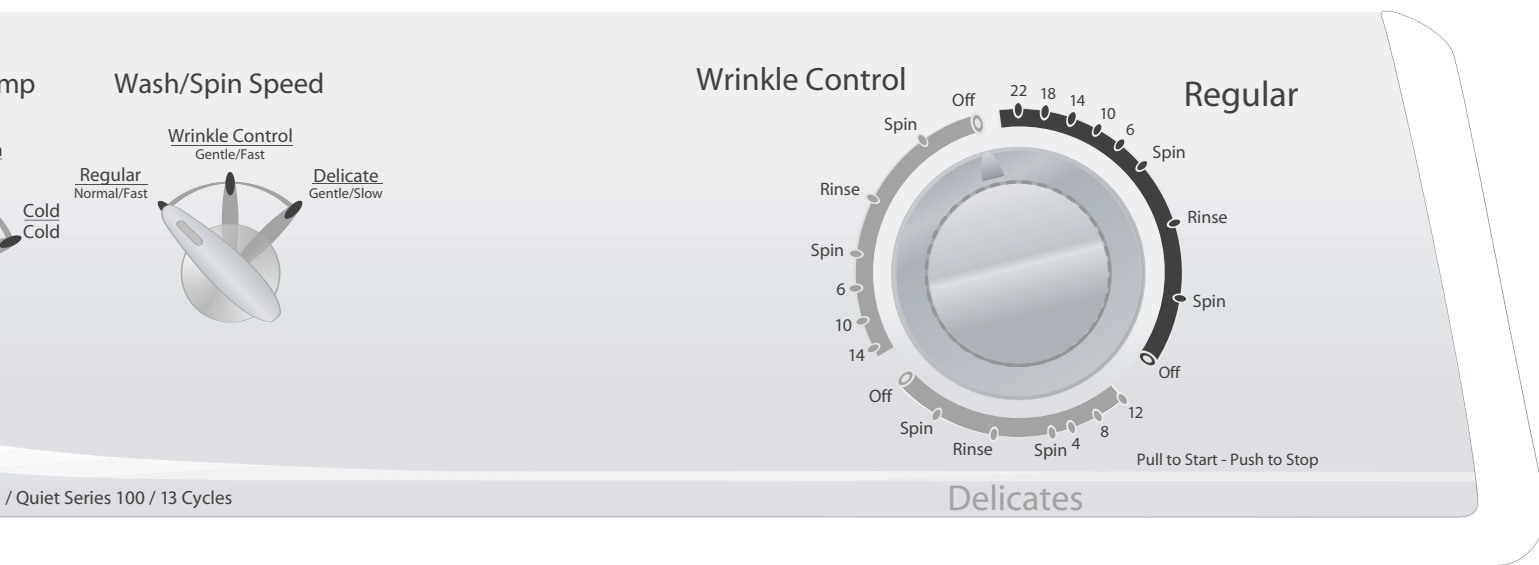 mp
Wash/Spin Speed
Wrinkle Control
Gentle/Fast
Regular
Normal/Fast
Delicate
Gentle/Slow
Cold
Cold
Wrinkle Control
Regular
Off
22
18
14
10
6
Spin
Rinse
Spin
Off
12
8
4
Spin
Rinse
Spin
Off
14
10
6
Spin
Rinse
Spin
Pull to Start - Push to Stop
Delicates
/ Quiet Series 100 / 13 Cycles